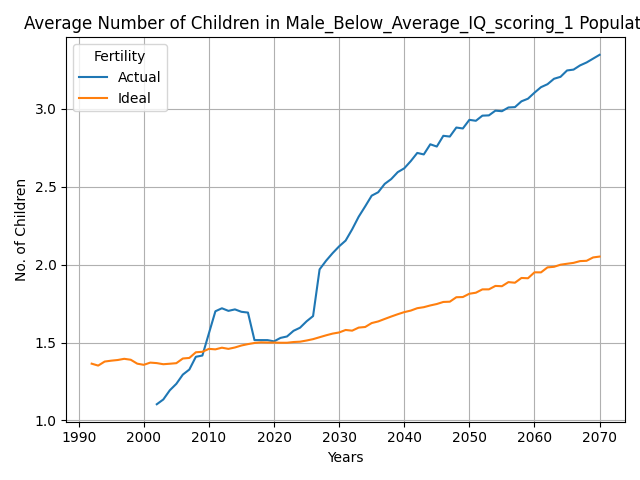 Average Number of Children in Male_Below_Average_IQ_scoring_1 Populat
Fertility
Actual
Ideal
No. of Children
3.0
2.5
2.0
1.5
1.0
1990 2000 2010 2020 2030 2040 2050 2060 2070
Years